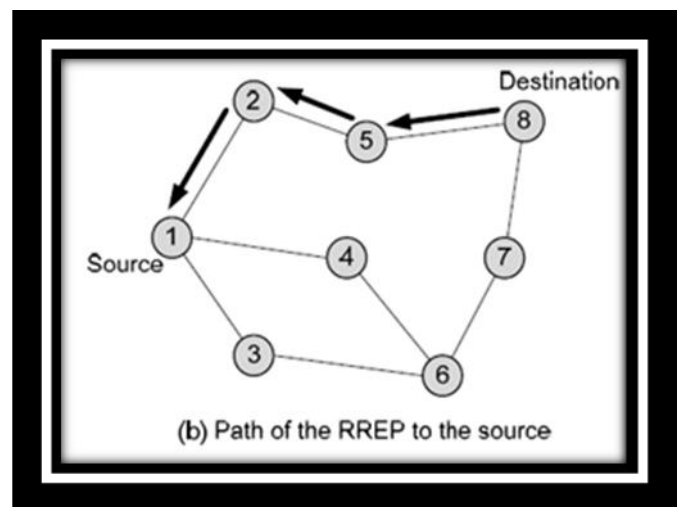 Destination
2
8
5
1
Source
4
7
3
6
(b) Path of the RREP to the source